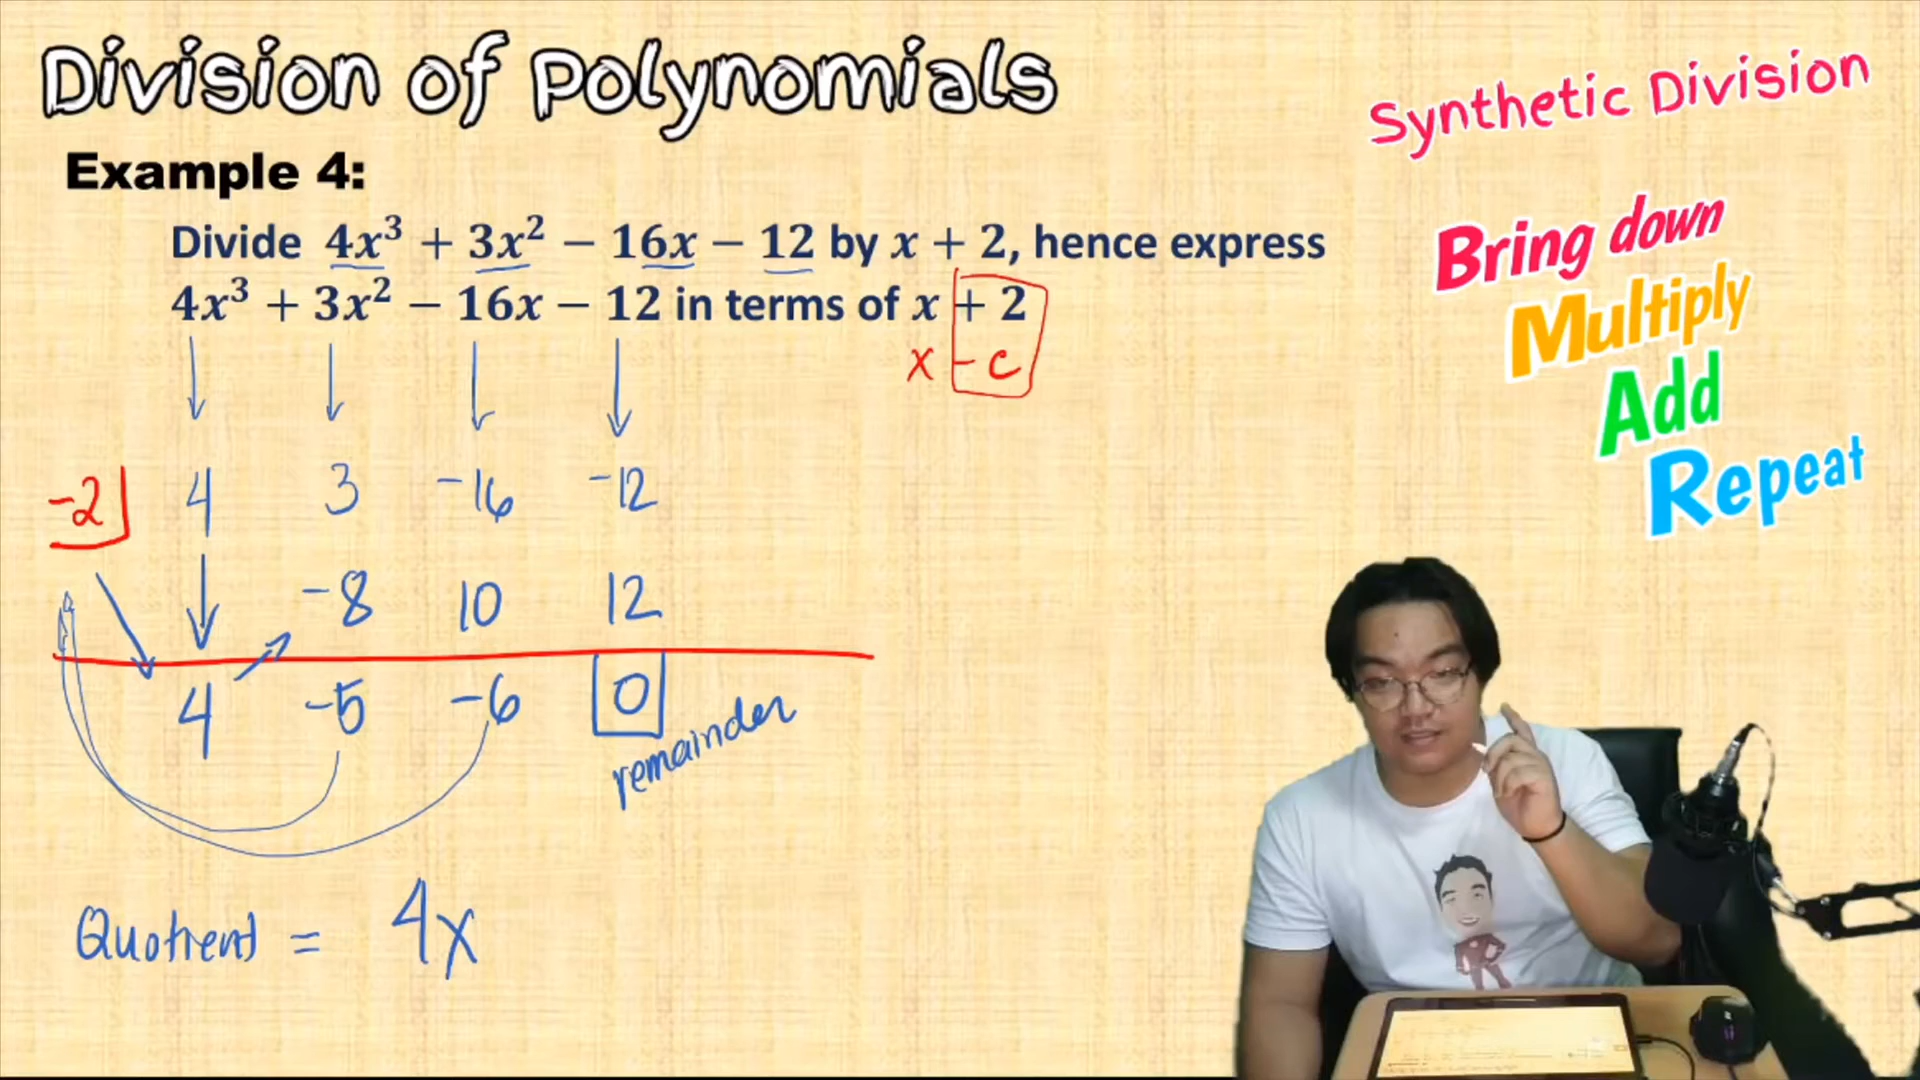 Division of Polynomials
Synthetic Division
Example 4:
Divide 4x³ + 3x² − 16x − 12 by x + 2, hence express
4x³ + 3x² − 16x − 12 in terms of x + 2
x - c
Bring down
Multiply
Add
Repeat
-2 4 3 -16 -12
-8 10 12
4 -5 -6 0
remainder
Quotient = 4x